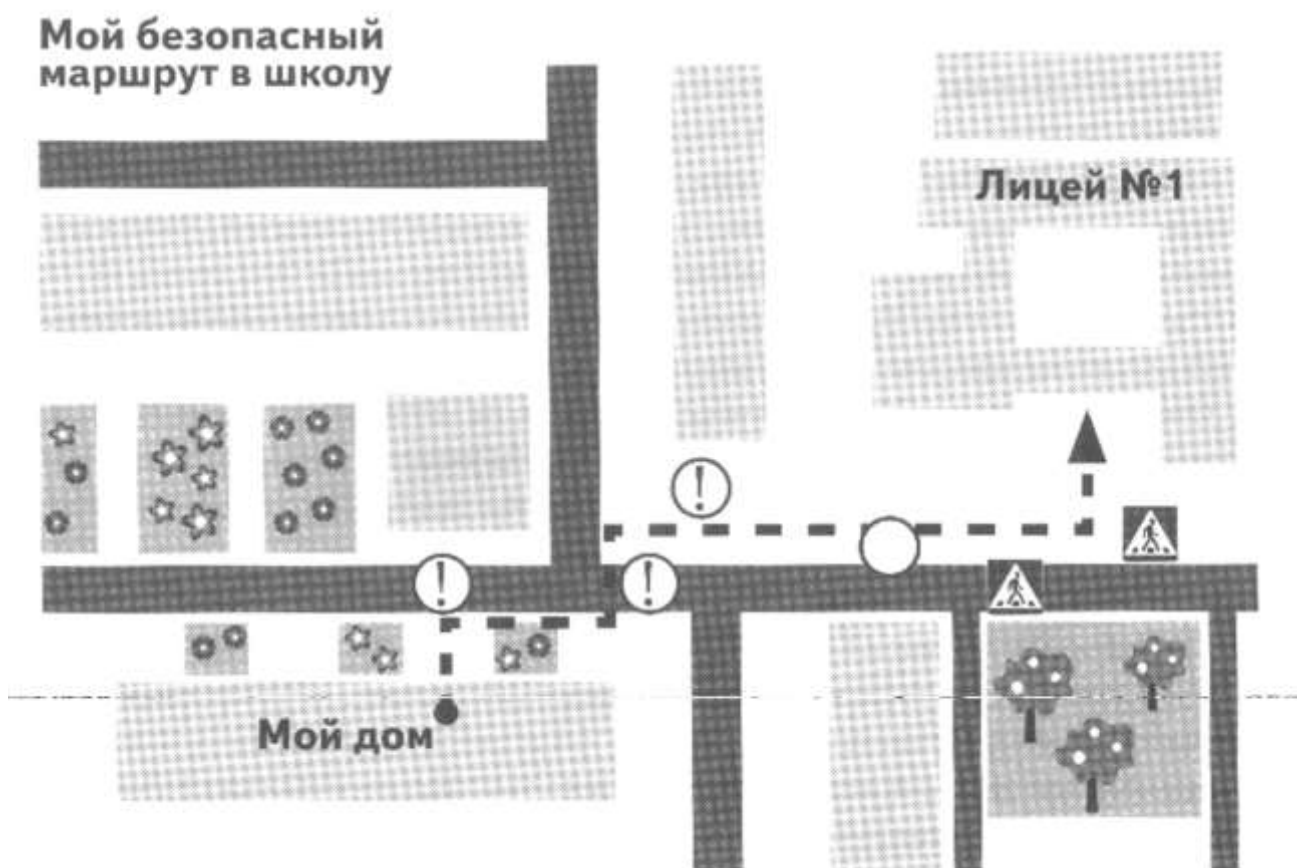 Мой безопасный
маршрут в школу
Лицей №1
!
!
!
Мой дом